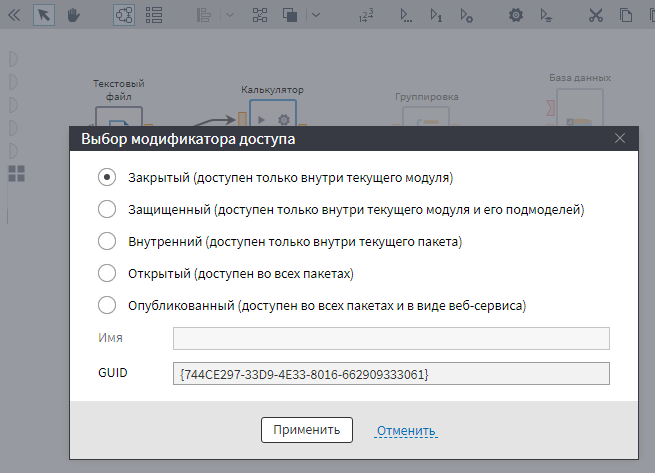 Текстовый
файл
Калькулятор
Группировка
База данных
Выбор модификатора доступа
Закрытый (доступен только внутри текущего модуля)
Защищенный (доступен только внутри текущего модуля и его подмоделей)
Внутренний (доступен только внутри текущего пакета)
Открытый (доступен во всех пакетах)
Опубликованный (доступен во всех пакетах и в виде веб-сервиса)
Имя
GUID {744CE297-33D9-4E33-8016-662909333061}
Применить Отменить